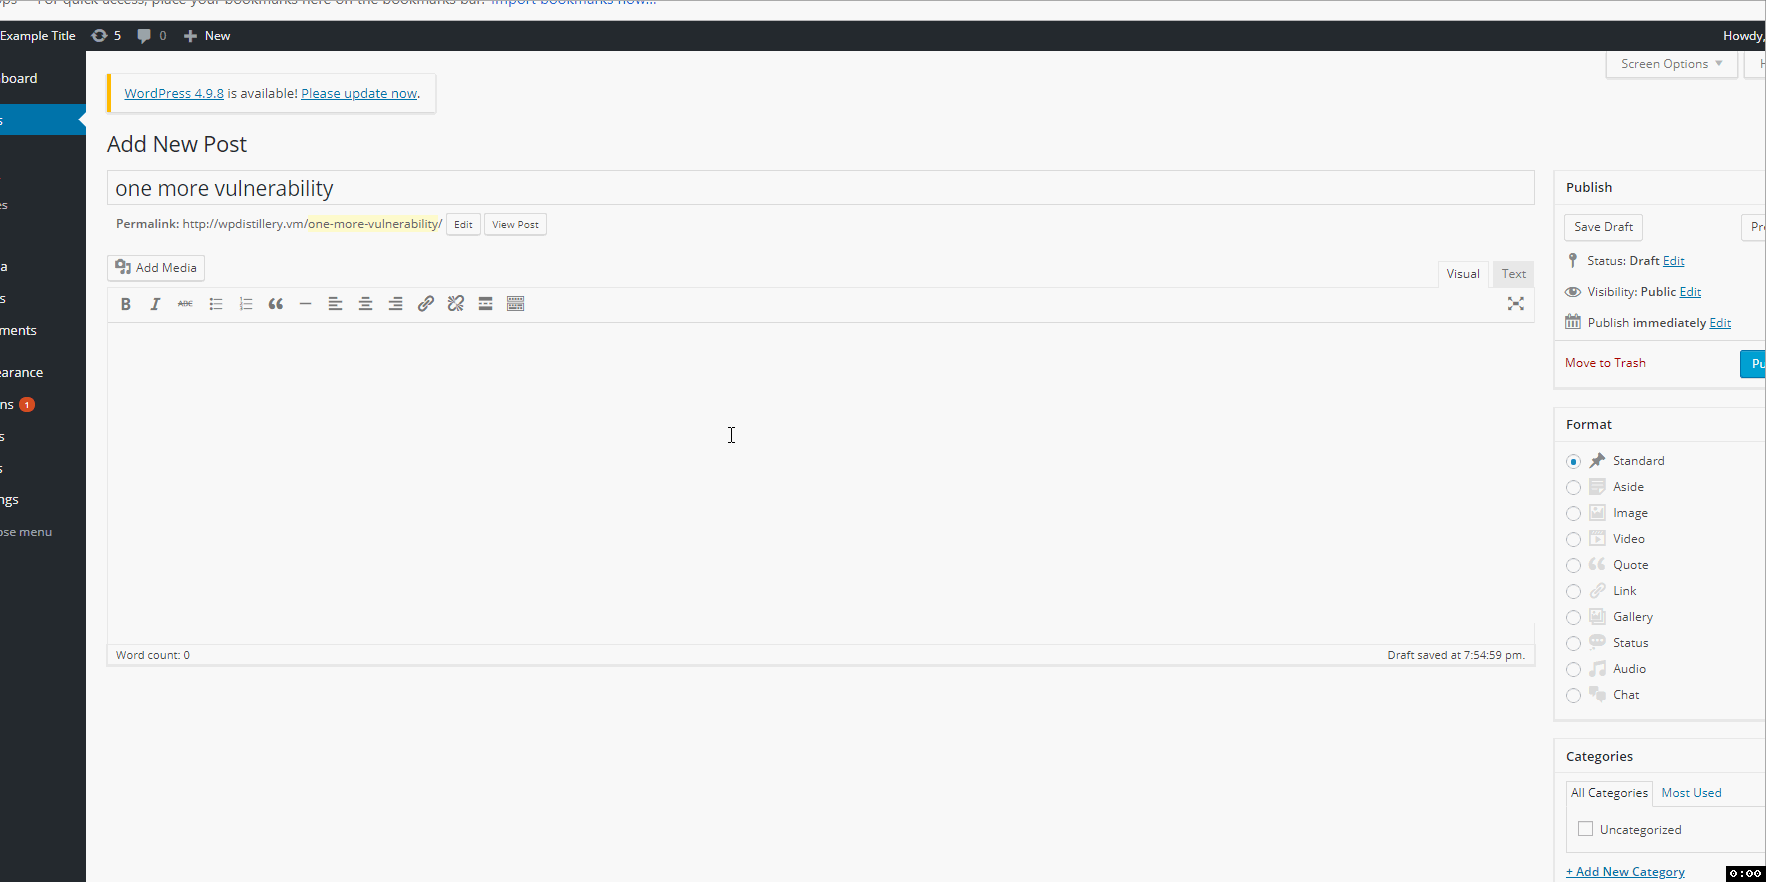 For quick access, place your bookmarks here on the bookmarks bar. Import bookmarks now...
Example Title 5 0 New Howdy,
Screen Options
board
WordPress 4.9.8 is available! Please update now.
s
Add New Post
one more vulnerability
Permalink: http://wpdistillery.vm/one-more-vulnerability/ Edit View Post
es
Add Media
Visual Text
a
B I ABC
s
ments
earance
ns 1
s
s
ngs
ose menu
Word count: 0 Draft saved at 7:54:59 pm.
Publish
Save Draft Pr
Status: Draft Edit
Visibility: Public Edit
Publish immediately Edit
Move to Trash Pu
Format
Standard
Aside
Image
Video
Quote
Link
Gallery
Status
Audio
Chat
Categories
All Categories Most Used
Uncategorized
+ Add New Category
0:00